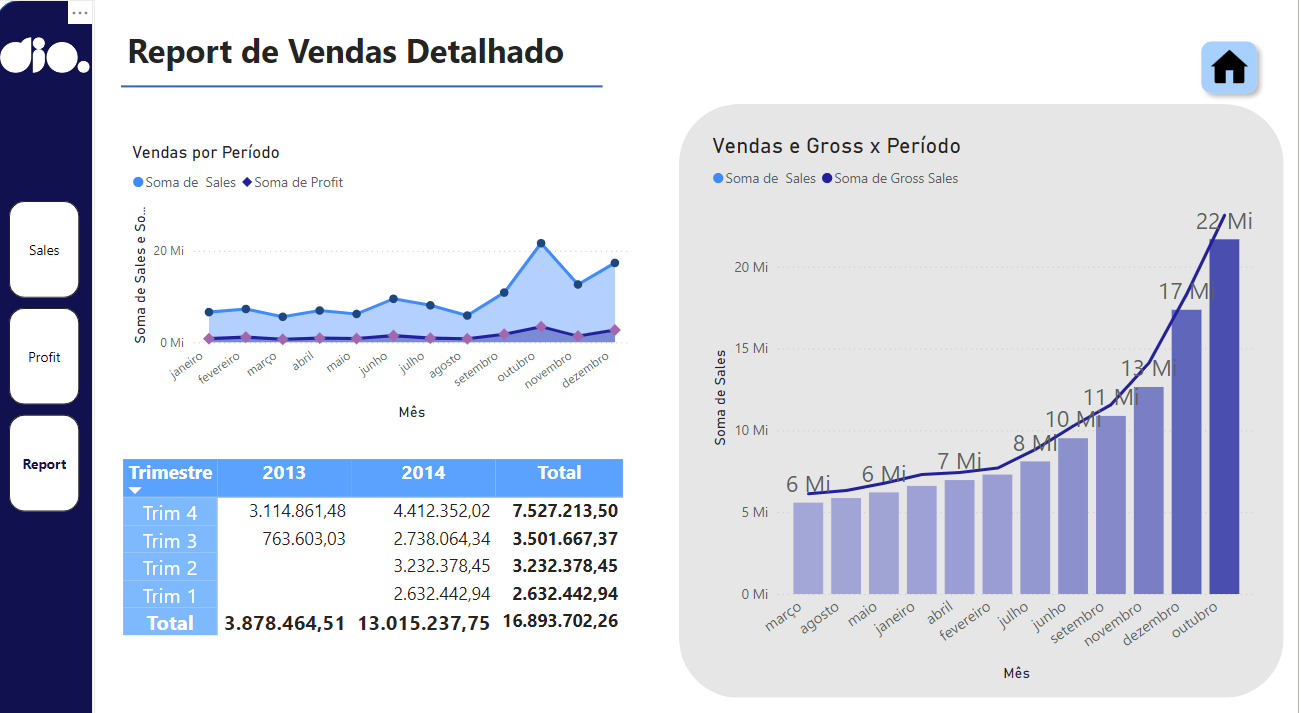 ...
dio.
Report de Vendas Detalhado
Sales
Profit
Report
Vendas por Período
Soma de Sales Soma de Profit
Soma de Sales e So...
20 Mi
0 Mi
janeiro fevereiro março abril maio junho julho agosto setembro outubro novembro dezembro
Mês
Trimestre 2013 2014 Total
Trim 4 3.114.861,48 4.412.352,02 7.527.213,50
Trim 3 763.603,03 2.738.064,34 3.501.667,37
Trim 2 3.232.378,45 3.232.378,45
Trim 1 2.632.442,94 2.632.442,94
Total 3.878.464,51 13.015.237,75 16.893.702,26
Vendas e Gross x Período
Soma de Sales Soma de Gross Sales
Soma de Sales
20 Mi
15 Mi
10 Mi
5 Mi
0 Mi
6 Mi 6 Mi 7 Mi 8 Mi 10 Mi 11 Mi 13 Mi 17 Mi 22 Mi
março agosto maio janeiro abril fevereiro julho junho setembro novembro dezembro outubro
Mês